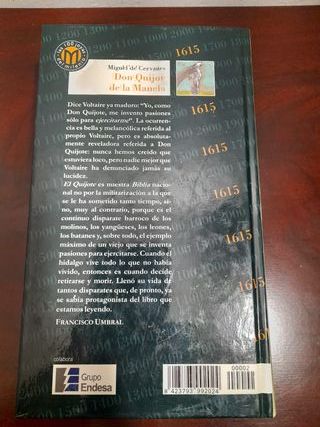 Miguel de Cervantes
Don Quijote
de la Mancha
1615
Dice Voltaire ya maduro: "Yo, como
Don Quijote, me invento pasiones
sólo para ejercitarme". La ocurren-
cia es bella y melancólica referida al
propio Voltaire, pero es absoluta-
mente reveladora referida a Don
Quijote: nunca hemos creído que
estuviera loco, pero nadie mejor que
Voltaire ha denunciado jamás su
lucidez.
El Quijote es nuestra Biblia nacio-
nal no por la militarización a la que
se le ha sometido tanto tiempo, si-
no, muy al contrario, porque es el
continuo disparate barroco de los
molinos, los yangüeses, los leones,
los batanes y, sobre todo, el ejemplo
máximo de un viejo que se inventa
pasiones para ejercitarse. Cuando el
hidalgo vive todo lo que no había
vivido, entonces es cuando decide
retirarse y morir. Llenó su vida de
tantos disparates que, de pronto, ya se
sabía protagonista del libro que
estamos leyendo.
FRANCISCO UMBRAL
1615
1615
1615
1615
1615
1615
colabora
Grupo
Endesa
00002
8 423793 992024